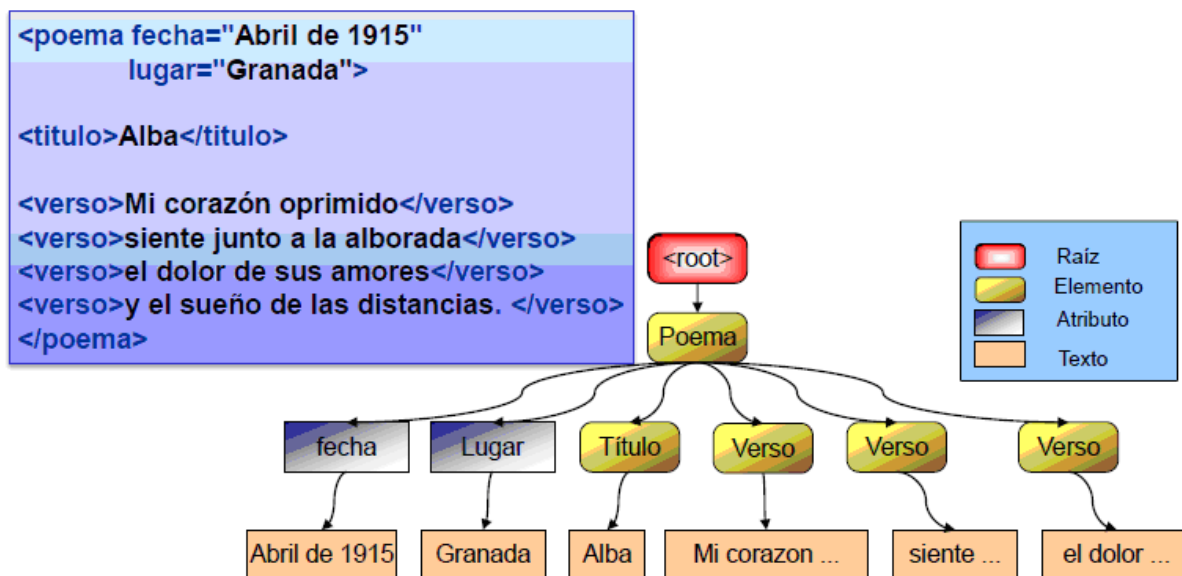 <poema fecha="Abril de 1915"
lugar="Granada">
<titulo>Alba</titulo>
<verso>Mi corazón oprimido</verso>
<verso>siente junto a la alborada</verso>
<verso>el dolor de sus amores</verso>
<verso>y el sueño de las distancias. </verso>
</poema>
<root>
Poema
Raíz
Elemento
Atributo
Texto
fecha Lugar Título Verso Verso Verso
Abril de 1915 Granada Alba Mi corazon ... siente ... el dolor ...